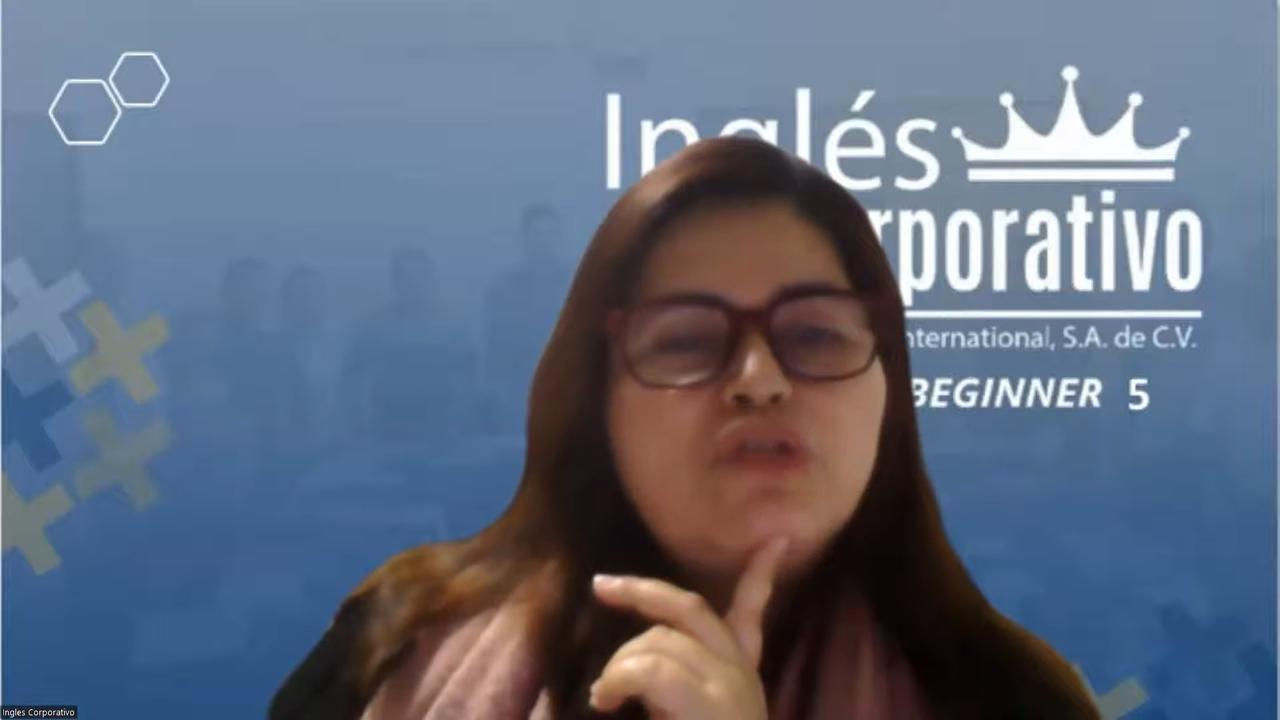 Inglés
rporativo
nternational, S.A. de C.V.
BEGINNER 5
Ingles Corporativo